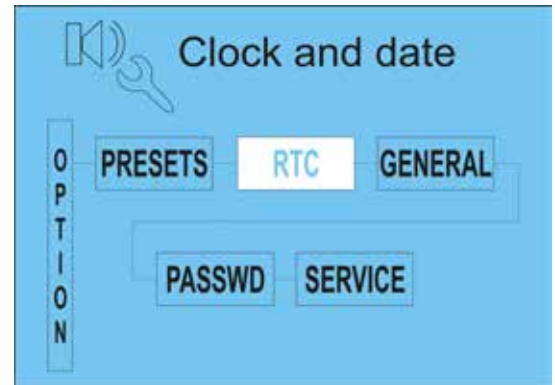 Clock and date
OPTION
PRESETS RTC GENERAL
PASSWD SERVICE